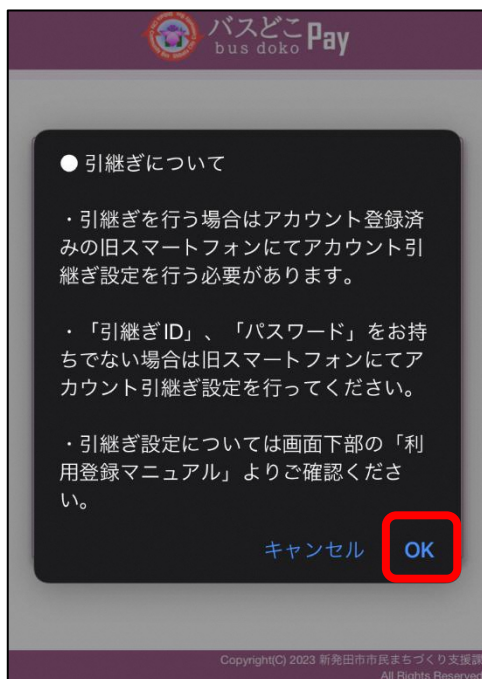 バスどこ Pay
bus doko
● 引継ぎについて
・引継ぎを行う場合はアカウント登録済
みの旧スマートフォンにてアカウント引
継ぎ設定を行う必要があります。
・「引継ぎID」、「パスワード」をお持
ちでない場合は旧スマートフォンにてア
カウント引継ぎ設定を行ってください。
・引継ぎ設定については画面下部の「利
用登録マニュアル」よりご確認くださ
い。
キャンセル OK
Copyright(C) 2023 新発田市市民まちづくり支援課
All Rights Reserved